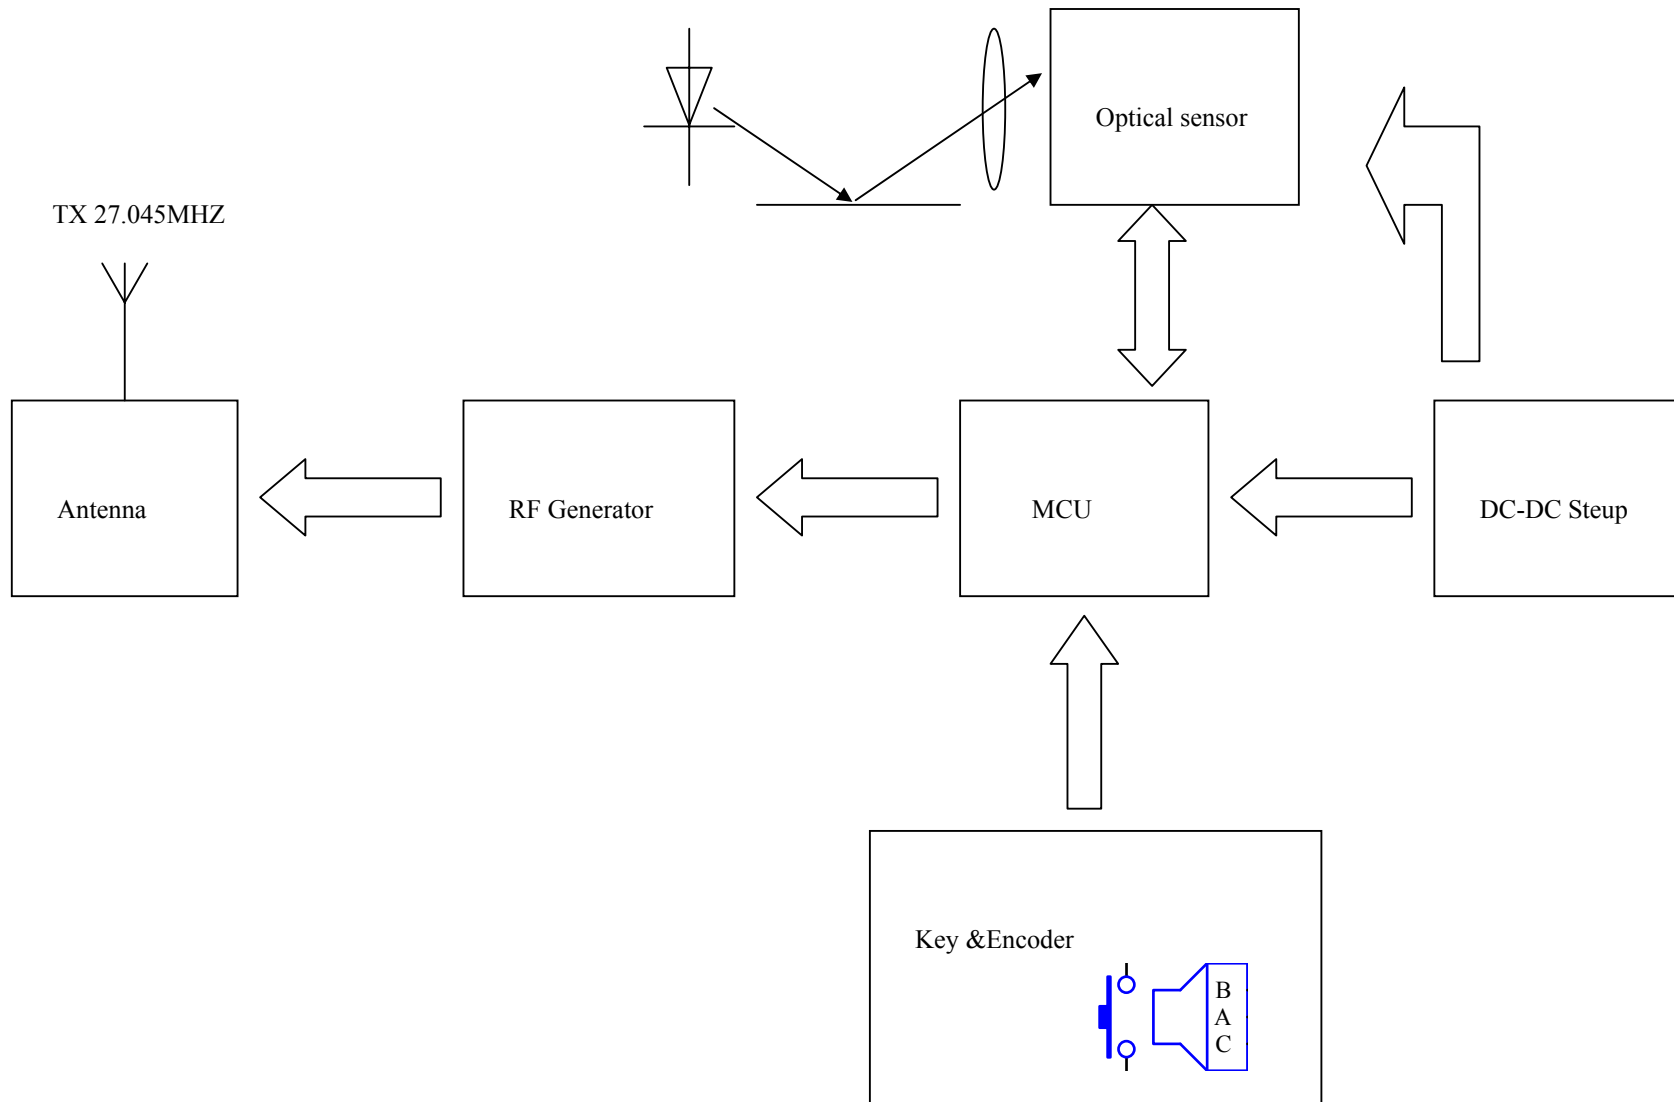 Optical sensor
TX 27.045MHZ
Antenna
RF Generator
MCU
DC-DC Steup
Key &Encoder
B
A
C